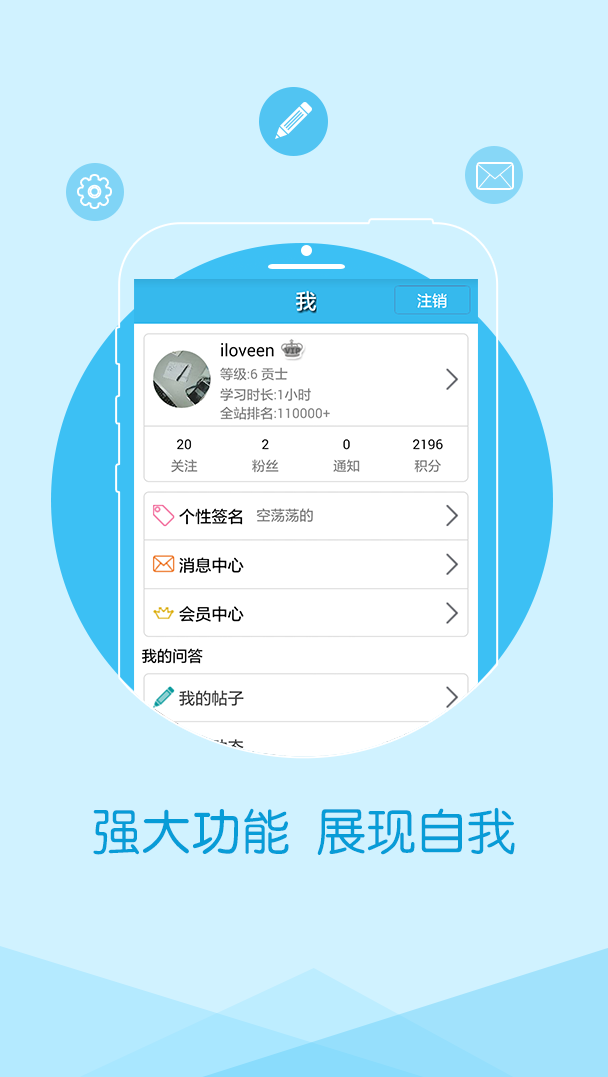 我
注销
iloveen VIP
等级:6 贡士
学习时长:1小时
全站排名:110000+
20 2 0 2196
关注 粉丝 通知 积分
个性签名 空荡荡的
消息中心
会员中心
我的问答
我的帖子
强大功能 展现自我